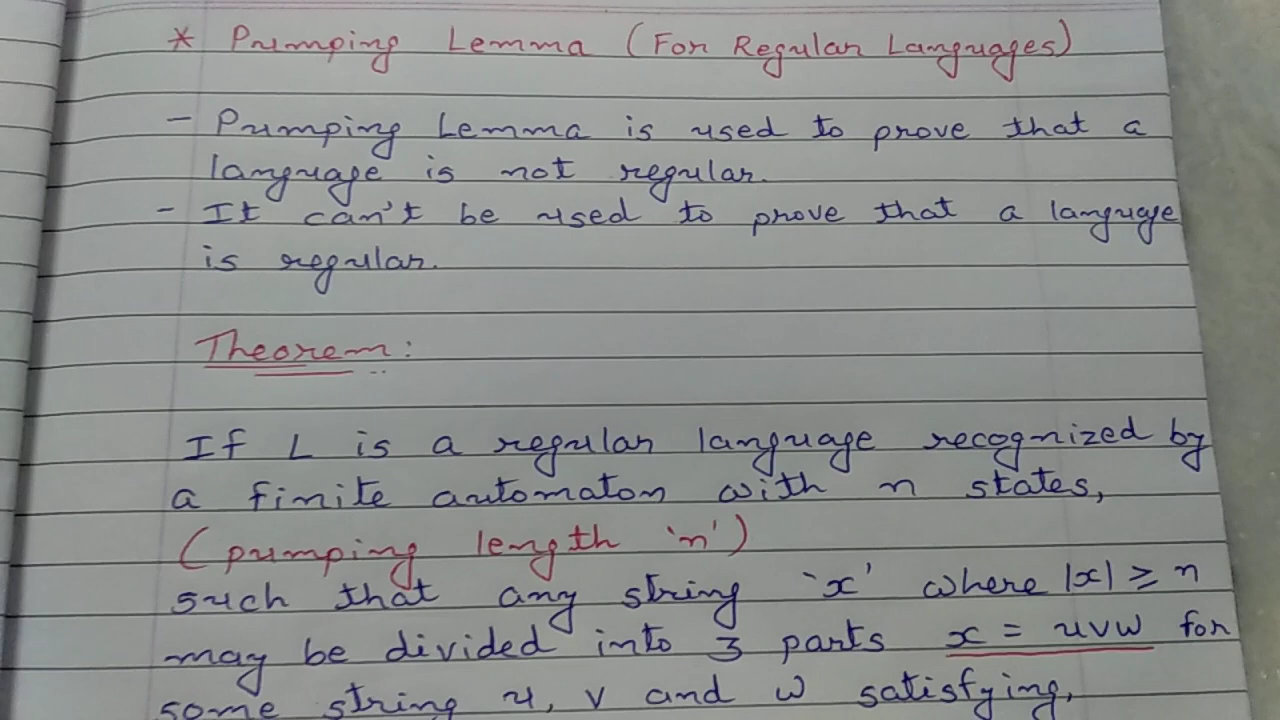 * Pumping Lemma (For Regular Languages)
- Pumping Lemma is used to prove that a
language is not regular.
- It can't be used to prove that a language
is regular.
Theorem:
If L is a regular language recognized by
a finite automaton with n states,
(pumping length 'n')
such that any string 'x' where |x| ≥ n
may be divided into 3 parts x = uvw for
some string u, v and w satisfying,